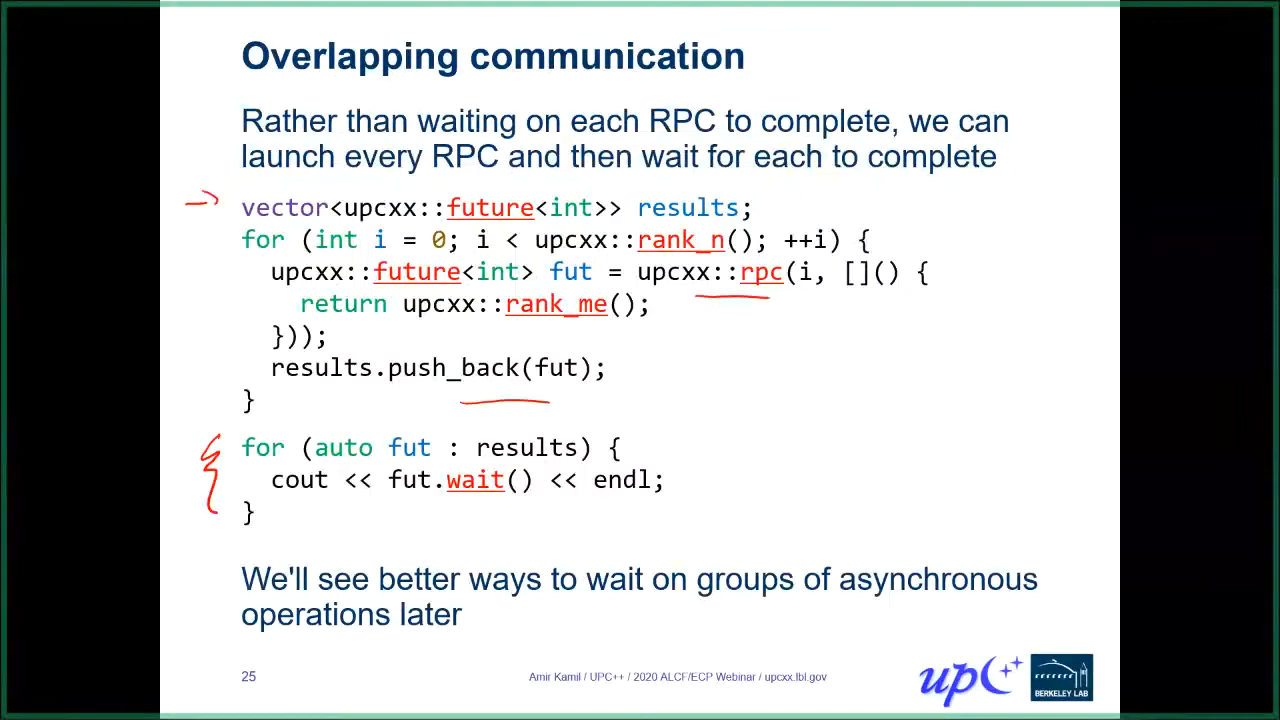 Overlapping communication
Rather than waiting on each RPC to complete, we can
launch every RPC and then wait for each to complete
vector<upcxx::future<int>> results;
for (int i = 0; i < upcxx::rank_n(); ++i) {
  upcxx::future<int> fut = upcxx::rpc(i, []() {
    return upcxx::rank_me();
  }));
  results.push_back(fut);
}
for (auto fut : results) {
  cout << fut.wait() << endl;
}
We'll see better ways to wait on groups of asynchronous
operations later
25
Amir Kamil / UPC++ / 2020 ALCF/ECP Webinar / upcxx.lbl.gov
upC++
BERKELEY LAB